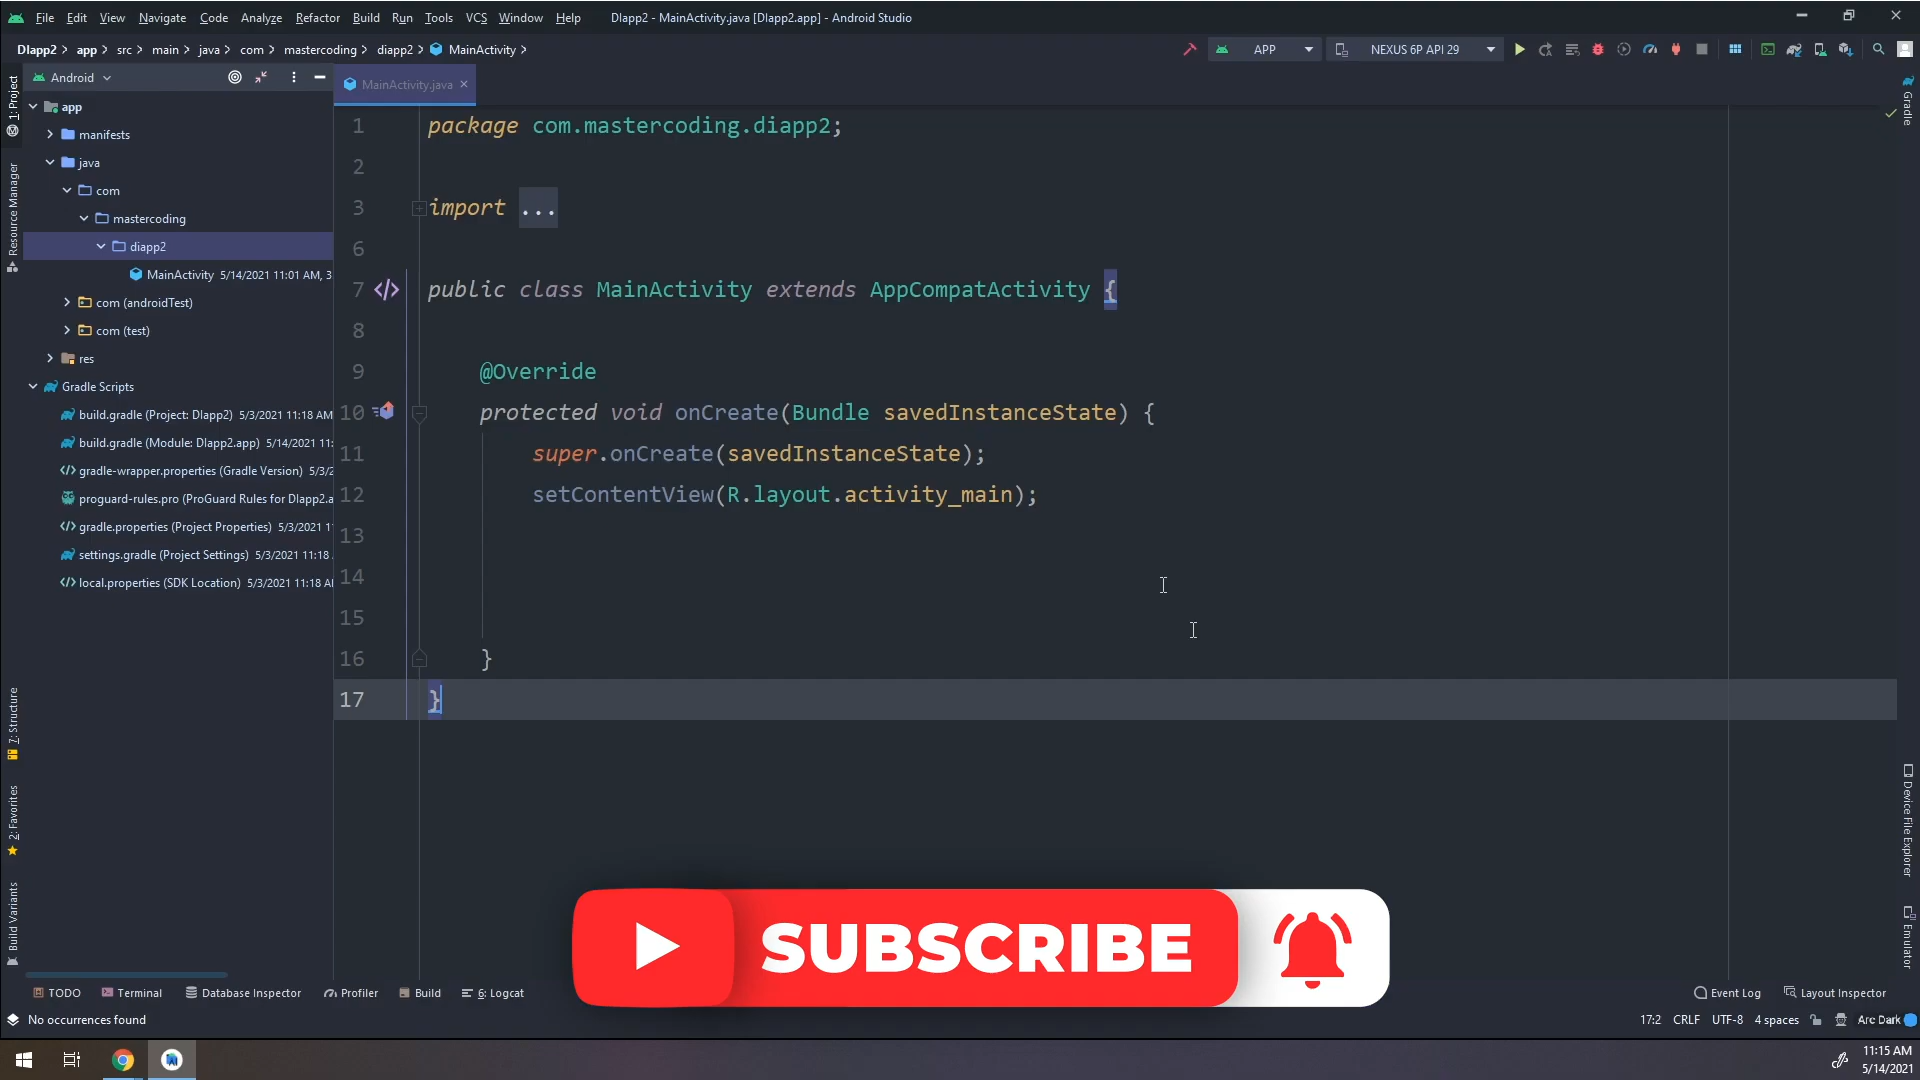 File Edit View Navigate Code Analyze Refactor Build Run Tools VCS Window Help DIapp2 - MainActivity.java [DIapp2.app] - Android Studio
DIapp2 app src main java com mastercoding diapp2 MainActivity APP NEXUS 6P API 29
Android
MainActivity.java
app
manifests
java
com
mastercoding
diapp2
MainActivity 5/14/2021 11:01 AM, 3
com (androidTest)
com (test)
res
Gradle Scripts
build.gradle (Project: DIapp2) 5/3/2021 11:18 AM
build.gradle (Module: DIapp2.app) 5/14/2021 11:
gradle-wrapper.properties (Gradle Version) 5/3/2
proguard-rules.pro (ProGuard Rules for DIapp2.a
gradle.properties (Project Properties) 5/3/2021 1
settings.gradle (Project Settings) 5/3/2021 11:18
local.properties (SDK Location) 5/3/2021 11:18 A
1: Project
Resource Manager
7: Structure
2: Favorites
Build Variants
1 package com.mastercoding.diapp2;
2
3 import ...
6
7 public class MainActivity extends AppCompatActivity {
8
9 @Override
10 protected void onCreate(Bundle savedInstanceState) {
11 super.onCreate(savedInstanceState);
12 setContentView(R.layout.activity_main);
13
14
15
16 }
17 }
Gradle
Device File Explorer
Emulator
SUBSCRIBE
TODO Terminal Database Inspector Profiler Build 6: Logcat Event Log Layout Inspector
No occurrences found 17:2 CRLF UTF-8 4 spaces Arc Dark
11:15 AM
5/14/2021